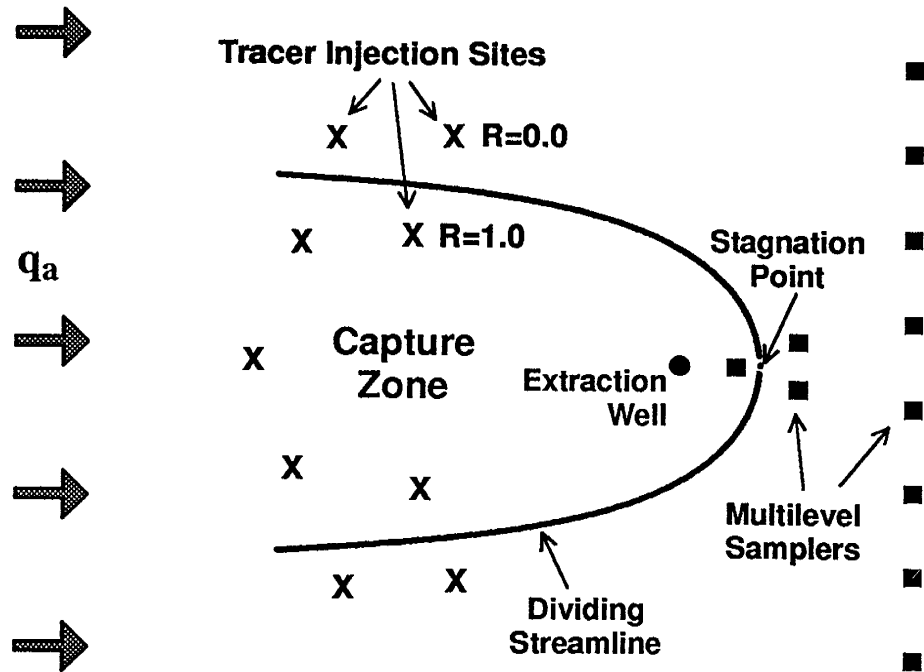 Tracer Injection Sites
X
X R=0.0
X
X R=1.0
qa
Stagnation
Point
X
Capture
Zone
Extraction
Well
X
X
Multilevel
Samplers
X
X
Dividing
Streamline